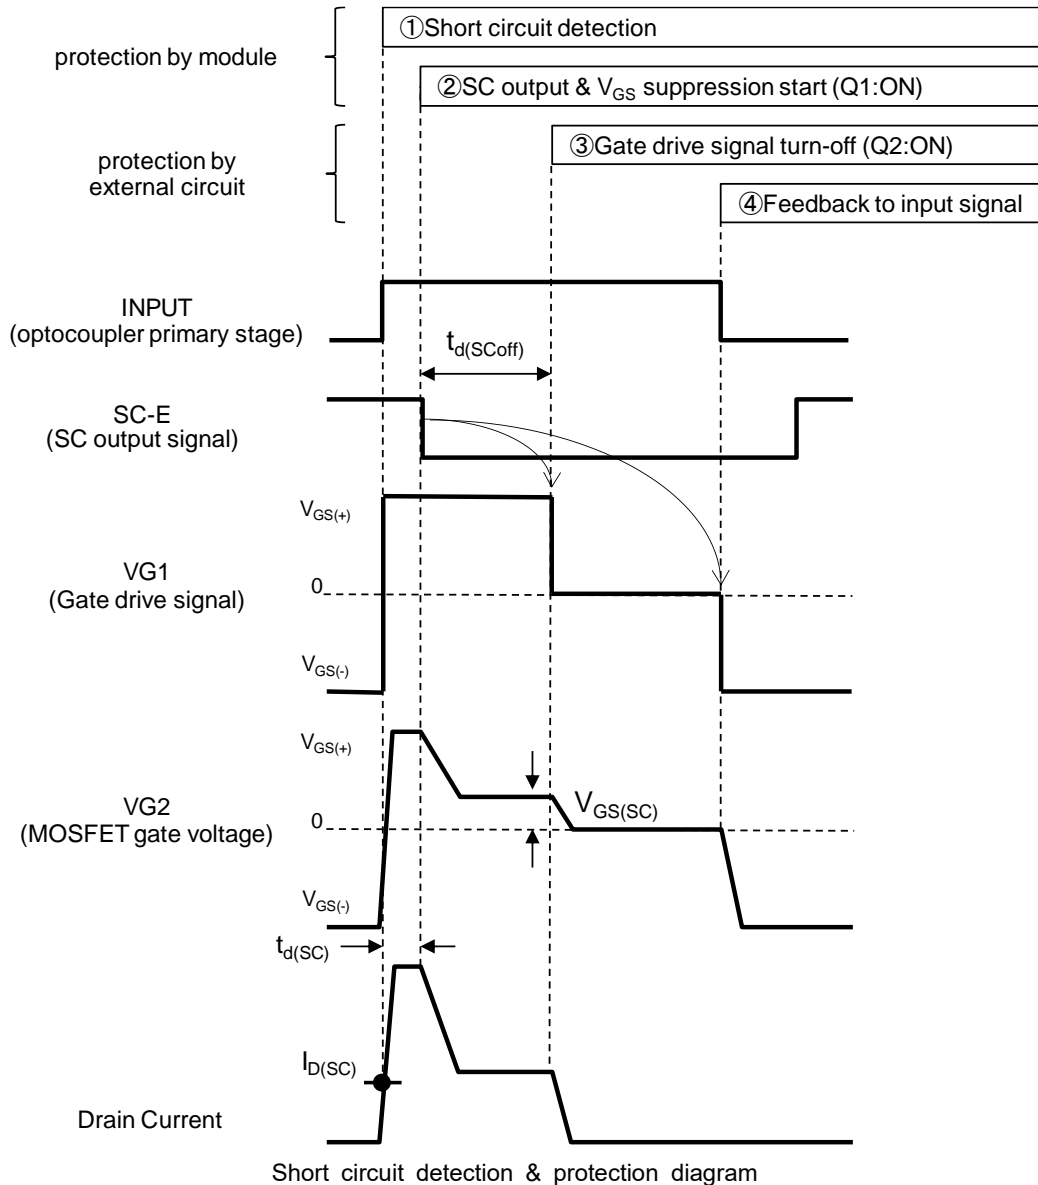 ①Short circuit detection
protection by module
②SC output & VGS suppression start (Q1:ON)
③Gate drive signal turn-off (Q2:ON)
protection by
external circuit
④Feedback to input signal
INPUT
(optocoupler primary stage)
td(SCoff)
SC-E
(SC output signal)
VGS(+)
VG1
(Gate drive signal)
0
VGS(-)
VGS(+)
VG2
(MOSFET gate voltage)
0
VGS(SC)
VGS(-)
td(SC)
ID(SC)
Drain Current
Short circuit detection & protection diagram